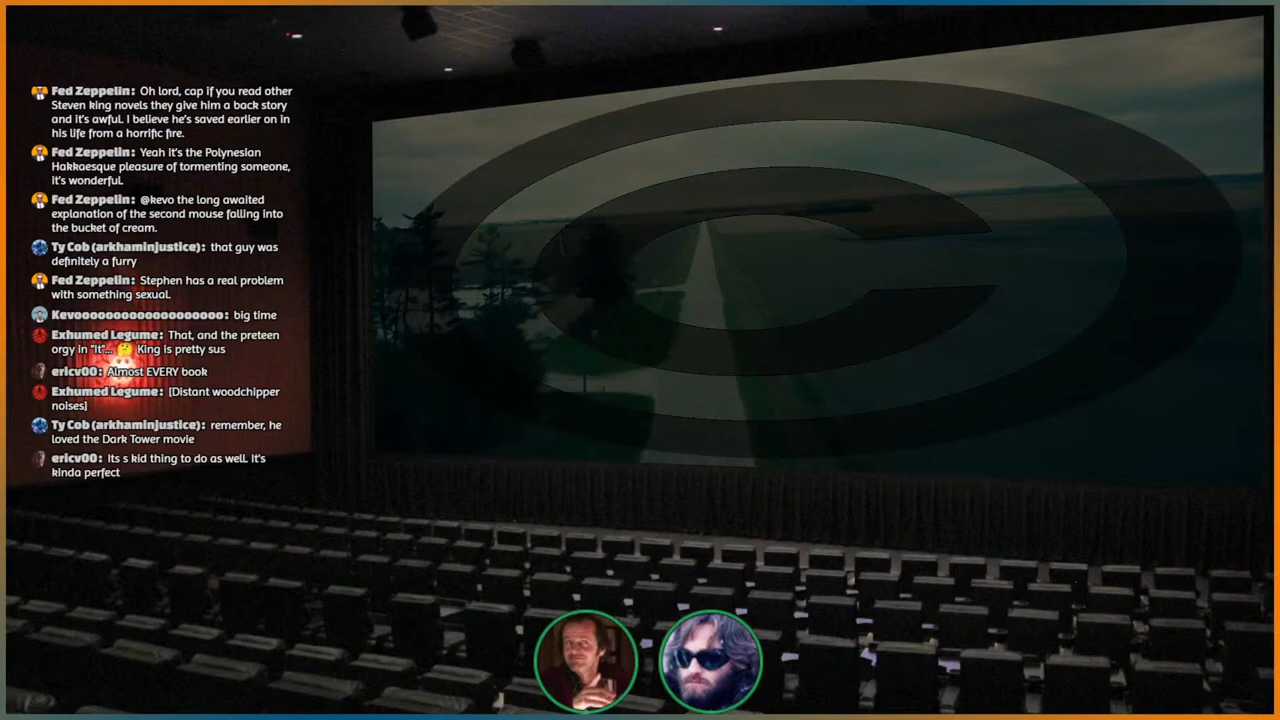 Fed Zeppelin: Oh lord, cap if you read other
Steven king novels they give him a back story
and it's awful. I believe he's saved earlier on in
his life from a horrific fire.
Fed Zeppelin: Yeah it's the Polynesian
Hakkaesque pleasure of tormenting someone,
it's wonderful.
Fed Zeppelin: @kevo the long awaited
explanation of the second mouse falling into
the bucket of cream.
Ty Cob (arkhaminjustice): that guy was
definitely a furry
Fed Zeppelin: Stephen has a real problem
with something sexual.
Kevooooooooooooooooooo: big time
Exhumed Legume: That, and the preteen
orgy in "It"... 🤔 King is pretty sus
ericv00: Almost EVERY book
Exhumed Legume: [Distant woodchipper
noises]
Ty Cob (arkhaminjustice): remember, he
loved the Dark Tower movie
ericv00: Its s kid thing to do as well. It's
kinda perfect